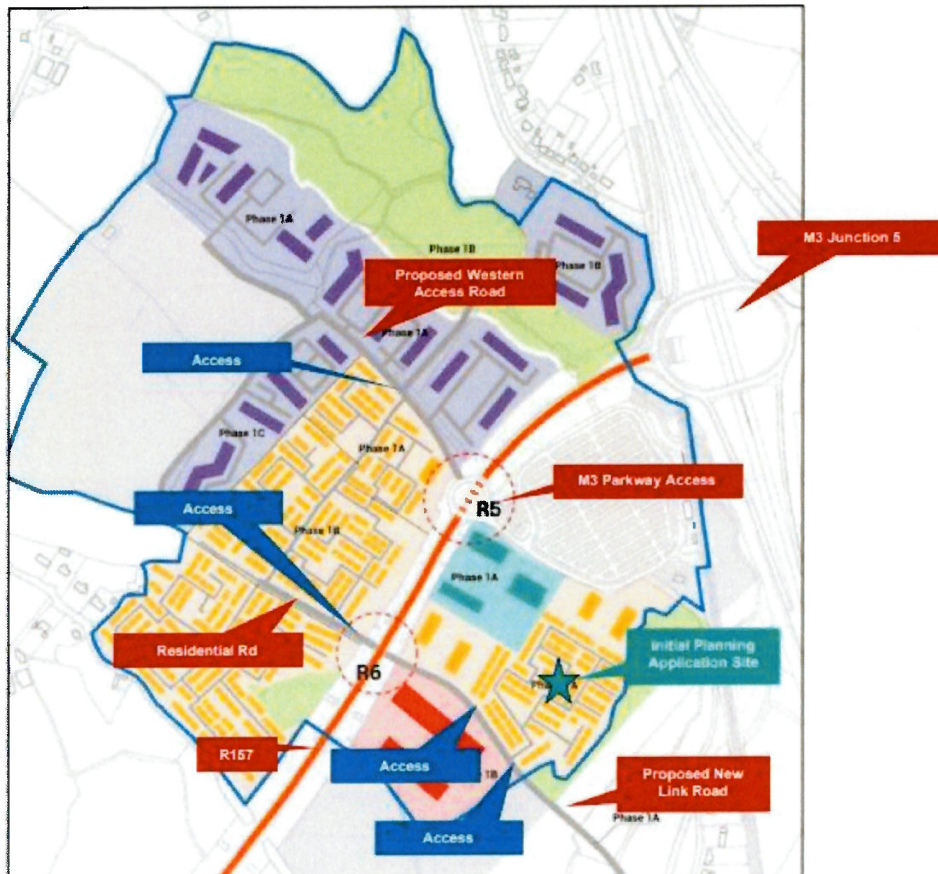 Phase 1A
M3 Junction 5
Phase 1B
Phase 1B
Proposed Western
Access Road
Phase 1A
Access
Phase 1C
Phase 1A
M3 Parkway Access
R5
Access
Phase 1B
Phase 1A
Residential Rd
R6
Initial Planning
Application Site
R157
Access
1B
Proposed New
Link Road
Phase 1A
Access